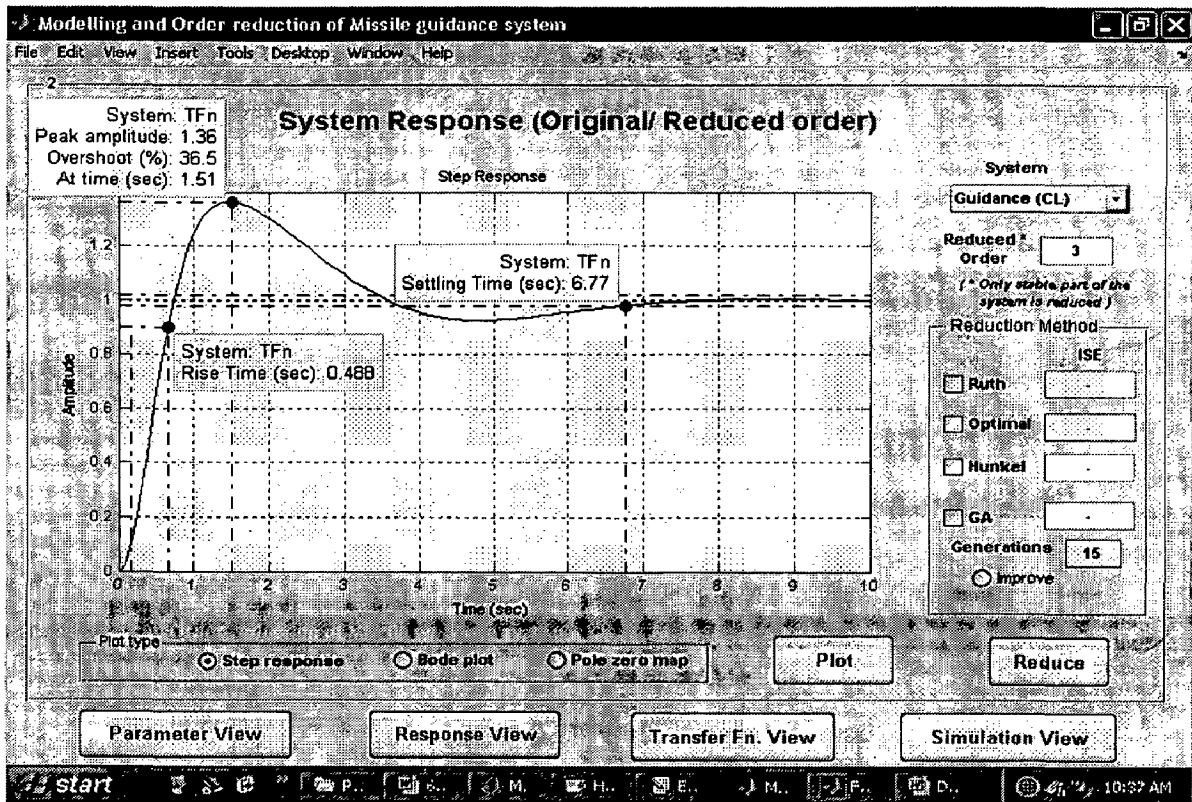 Modelling and Order reduction of Missile guidance system
File Edit View Insert Tools Desktop Window Help
2
System: TFn
Peak amplitude: 1.36
Overshoot (%): 36.5
At time (sec): 1.51
System Response (Original/ Reduced order)
Step Response
System: TFn
Settling Time (sec): 6.77
System: TFn
Rise Time (sec): 0.488
Amplitude
1.2
1
0.8
0.6
0.4
0.2
0
0 1 2 3 4 5 6 7 8 9 10
Time (sec)
System
Guidance (CL)
Reduced *
Order
3
( * Only stable part of the
system is reduced )
Reduction Method
ISE
Ruth -
Optimal -
Hunkel -
GA -
Generations 15
Improve
Plot type
Step response Bode plot Pole zero map
Plot
Reduce
Parameter View Response View Transfer Fn. View Simulation View
start " P.. 6.. M. H.. E.. M.. F.. D.. 10:37 AM